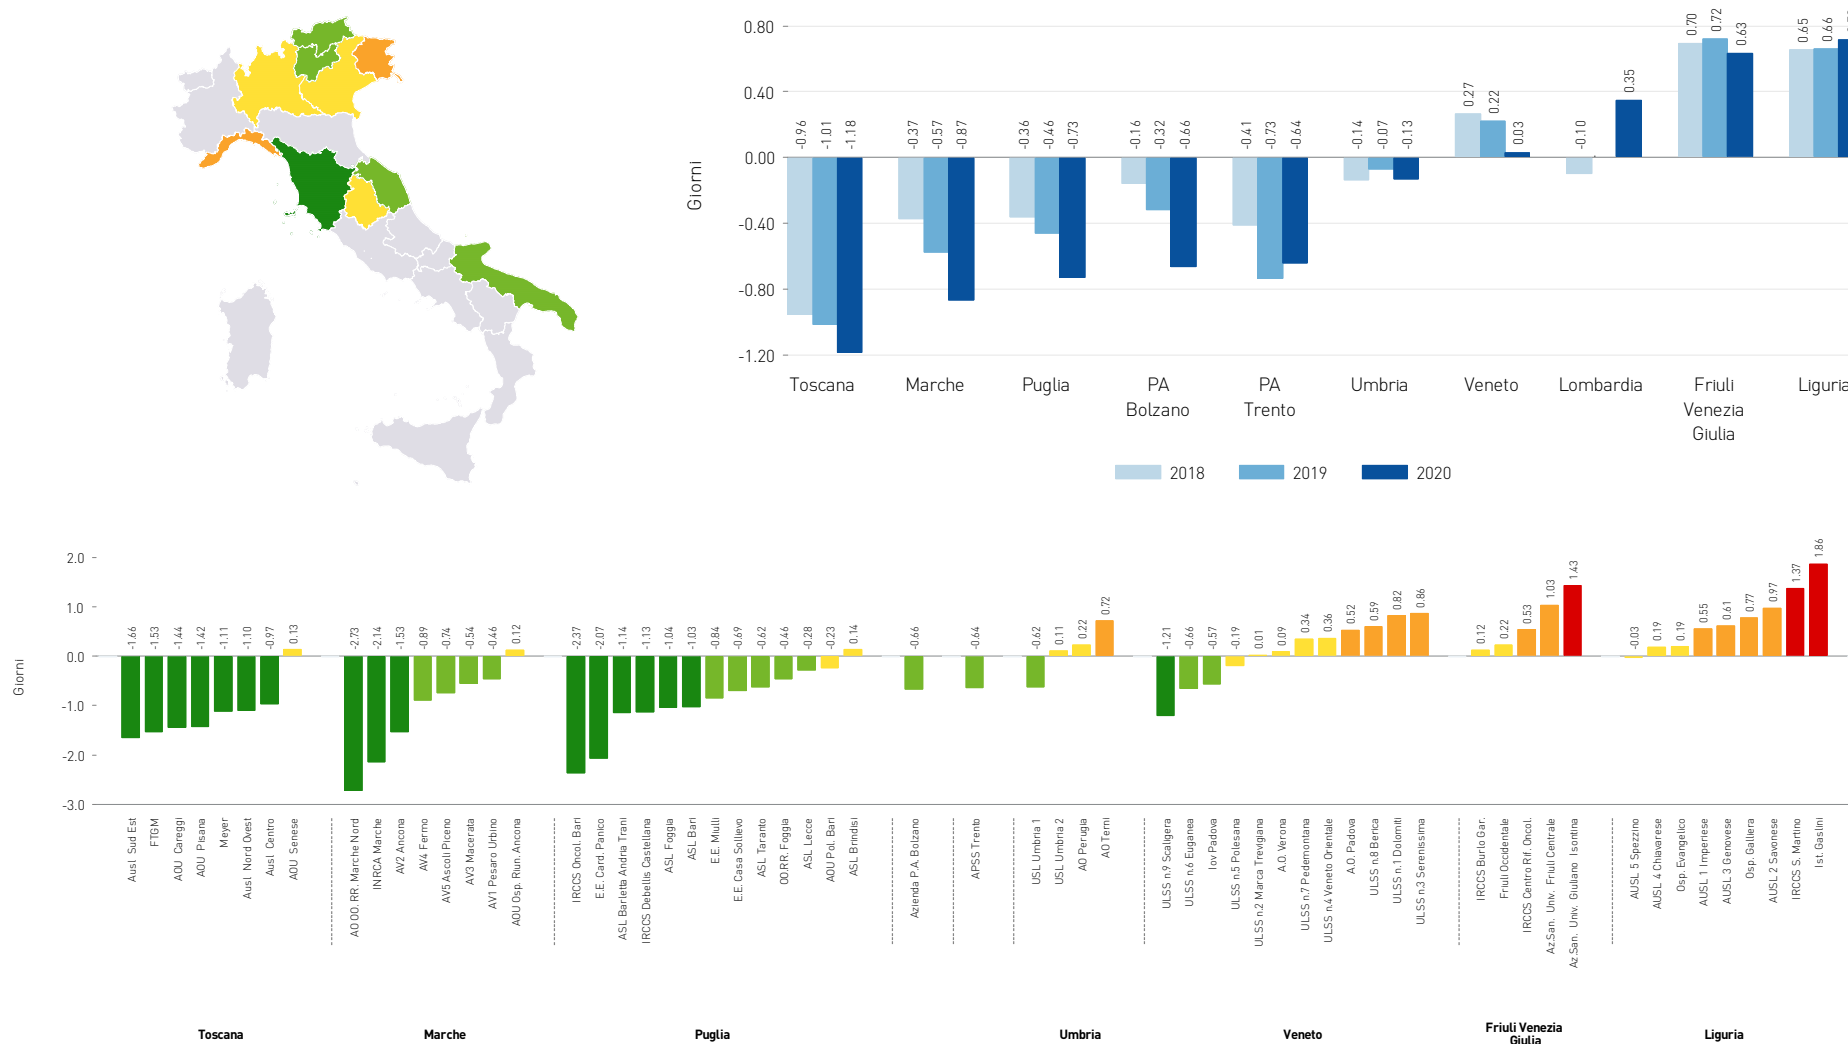 0.80
0.40
0.00
-0.40
-0.80
-1.20
Giorni
-0.96
-1.01
-1.18
-0.37
-0.57
-0.87
-0.36
-0.46
-0.73
-0.16
-0.32
-0.66
-0.41
-0.73
-0.64
-0.14
-0.07
-0.13
0.27
0.22
0.03
-0.10
0.35
0.70
0.72
0.63
0.65
0.66
Toscana
Marche
Puglia
PA
Bolzano
PA
Trento
Umbria
Veneto
Lombardia
Friuli
Venezia
Giulia
Liguria
2018
2019
2020
2.0
1.0
0.0
-1.0
-2.0
-3.0
Giorni
-1.66
-1.53
-1.44
-1.42
-1.11
-1.10
-0.97
0.13
-2.73
-2.14
-1.53
-0.89
-0.74
-0.54
-0.46
0.12
-2.37
-2.07
-1.14
-1.13
-1.04
-1.03
-0.84
-0.69
-0.62
-0.46
-0.28
-0.23
0.14
-0.66
-0.64
-0.62
0.11
0.22
0.72
-1.21
-0.66
-0.57
-0.19
0.01
0.09
0.34
0.36
0.52
0.59
0.82
0.86
0.12
0.22
0.53
1.03
1.43
-0.03
0.19
0.19
0.55
0.61
0.77
0.97
1.37
1.86
Ausl Sud Est
FTGM
AOU Careggi
AOU Pisana
Meyer
Ausl Nord Ovest
Ausl Centro
AOU Senese
AO OO. RR. Marche Nord
INRCA Marche
AV2 Ancona
AV4 Fermo
AV5 Ascoli Piceno
AV3 Macerata
AV1 Pesaro Urbino
AOU Osp. Riun. Ancona
IRCCS Oncol. Bari
E.E. Card. Panico
ASL Barletta Andria Trani
IRCCS Debellis Castellana
ASL Foggia
ASL Bari
E.E. Miulli
E.E. Casa Sollievo
ASL Taranto
OO.RR. Foggia
ASL Lecce
AOU Pol. Bari
ASL Brindisi
Azienda P. A. Bolzano
APSS Trento
USL Umbria 1
USL Umbria 2
AO Perugia
AO Terni
ULSS n.9 Scaligera
ULSS n.6 Euganea
Iov Padova
ULSS n.5 Polesana
ULSS n.2 Marca Trevigiana
A.O. Verona
ULSS n.7 Pedemontana
ULSS n.4 Veneto Orientale
A.O. Padova
ULSS n.8 Berica
ULSS n.1 Dolomiti
ULSS n.3 Serenissima
IRCCS Burlo Gar.
Friuli Occidentale
IRCCS Centro Rif. Oncol.
Az.San. Univ. Friuli Centrale
Az.San. Univ. Giuliano Isontina
AUSL 5 Spezzino
AUSL 4 Chiavarese
Osp. Evangelico
AUSL 1 Imperiese
AUSL 3 Genovese
Osp. Galliera
AUSL 2 Savonese
IRCCS S. Martino
Ist. Gaslini
Toscana
Marche
Puglia
Umbria
Veneto
Friuli Venezia
Giulia
Liguria